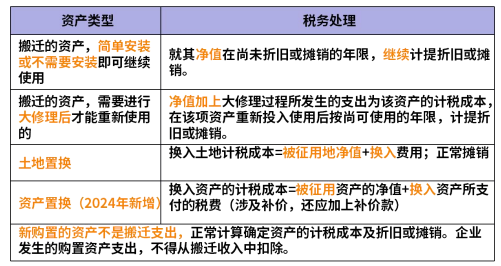 资产类型
税务处理
搬迁的资产，简单安装
或不需要安装即可继续
使用
就其净值在尚未折旧或摊销的年限，继续计提折旧或摊
销。
搬迁的资产，需要进行
大修理后才能重新使用
的
净值加上大修理过程所发生的支出为该资产的计税成本，
在该项资产重新投入使用后按尚可使用的年限，计提折
旧或摊销。
土地置换
换入土地计税成本=被征用地净值+换入费用；正常摊销
资产置换（2024年新增）
换入资产的计税成本=被征用资产的净值+换入资产所支
付的税费（涉及补价，还应加上补价款）
新购置的资产不是搬迁支出，正常计算确定资产的计税成本及折旧或摊销。企业
发生的购置资产支出，不得从搬迁收入中扣除。